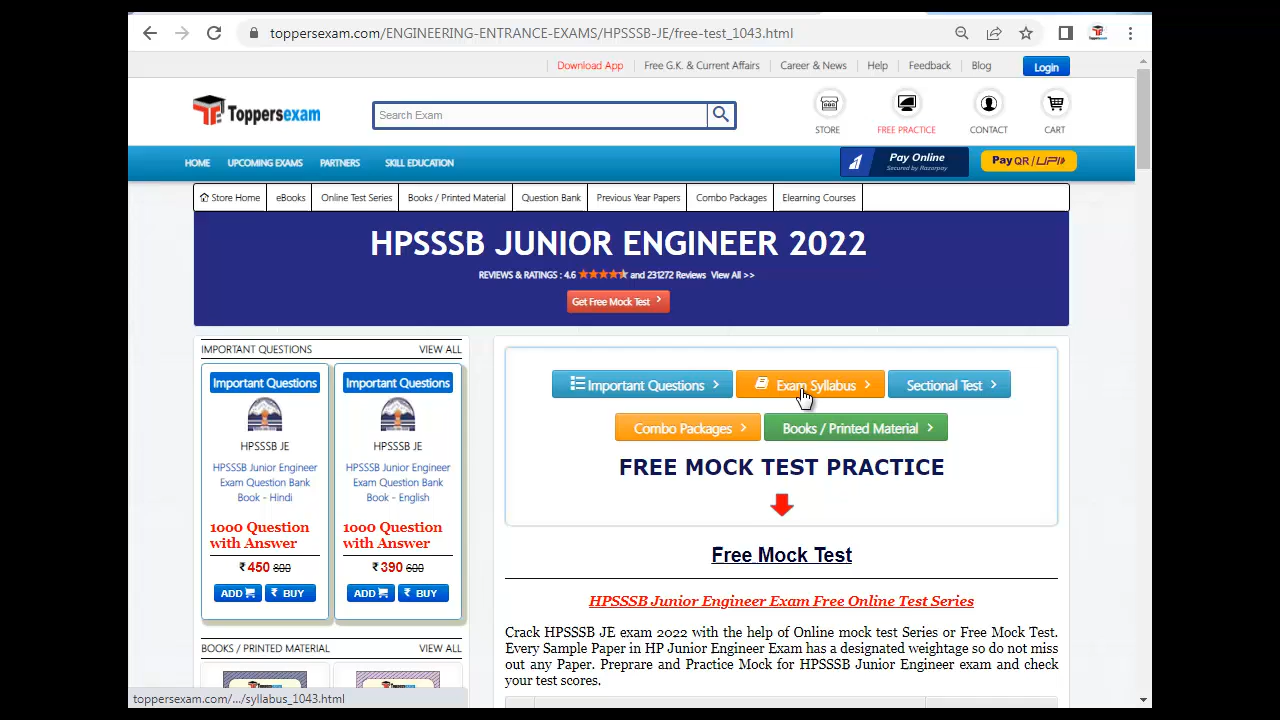 toppersexam.com/ENGINEERING-ENTRANCE-EXAMS/HPSSSB-JE/free-test_1043.html
Download App
Free G.K. & Current Affairs
Career & News
Help
Feedback
Blog
Login
Toppersexam
Search Exam
STORE
FREE PRACTICE
CONTACT
CART
HOME
UPCOMING EXAMS
PARTNERS
SKILL EDUCATION
Pay Online
Secured by Razorpay
Pay QR / UPI
Store Home
eBooks
Online Test Series
Books / Printed Material
Question Bank
Previous Year Papers
Combo Packages
Elearning Courses
HPSSSB JUNIOR ENGINEER 2022
REVIEWS & RATINGS : 4.6 and 231272 Reviews View All >>
Get Free Mock Test
IMPORTANT QUESTIONS
VIEW ALL
Important Questions
HPSSSB JE
HPSSSB Junior Engineer
Exam Question Bank
Book - Hindi
1000 Question
with Answer
₹ 450 800
ADD
₹ BUY
Important Questions
HPSSSB JE
HPSSSB Junior Engineer
Exam Question Bank
Book - English
1000 Question
with Answer
₹ 390 600
ADD
₹ BUY
BOOKS / PRINTED MATERIAL
VIEW ALL
Important Questions
Exam Syllabus
Sectional Test
Combo Packages
Books / Printed Material
FREE MOCK TEST PRACTICE
Free Mock Test
HPSSSB Junior Engineer Exam Free Online Test Series
Crack HPSSSB JE exam 2022 with the help of Online mock test Series or Free Mock Test.
Every Sample Paper in HP Junior Engineer Exam has a designated weightage so do not miss
out any Paper. Preprare and Practice Mock for HPSSSB Junior Engineer exam and check
your test scores.
toppersexam.com/.../syllabus_1043.html